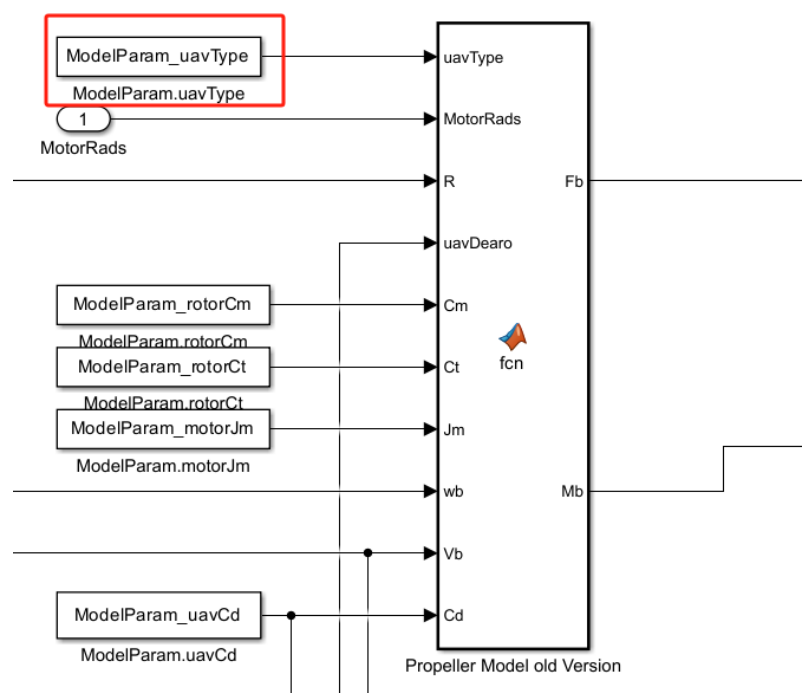 ModelParam_uavType
uavType
ModelParam.uavType
1
MotorRads
MotorRads
R
Fb
uavDearo
ModelParam_rotorCm
Cm
ModelParam.rotorCm
ModelParam_rotorCt
Ct
fcn
ModelParam.rotorCt
ModelParam_motorJm
Jm
ModelParam.motorJm
wb
Mb
Vb
ModelParam_uavCd
Cd
ModelParam.uavCd
Propeller Model old Version